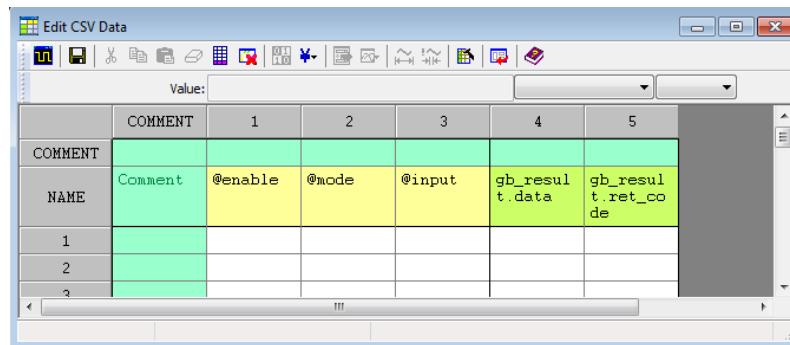 Edit CSV Data
Value:
COMMENT 1 2 3 4 5
COMMENT
NAME Comment @enable @mode @input gb_resul gb_resul
t.data t.ret_co
de
1
2
3